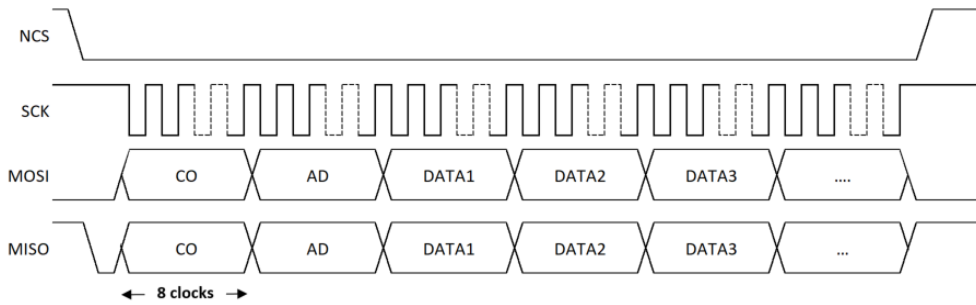 NCS
SCK
MOSI CO AD DATA1 DATA2 DATA3 ....
MISO CO AD DATA1 DATA2 DATA3 ...
8 clocks